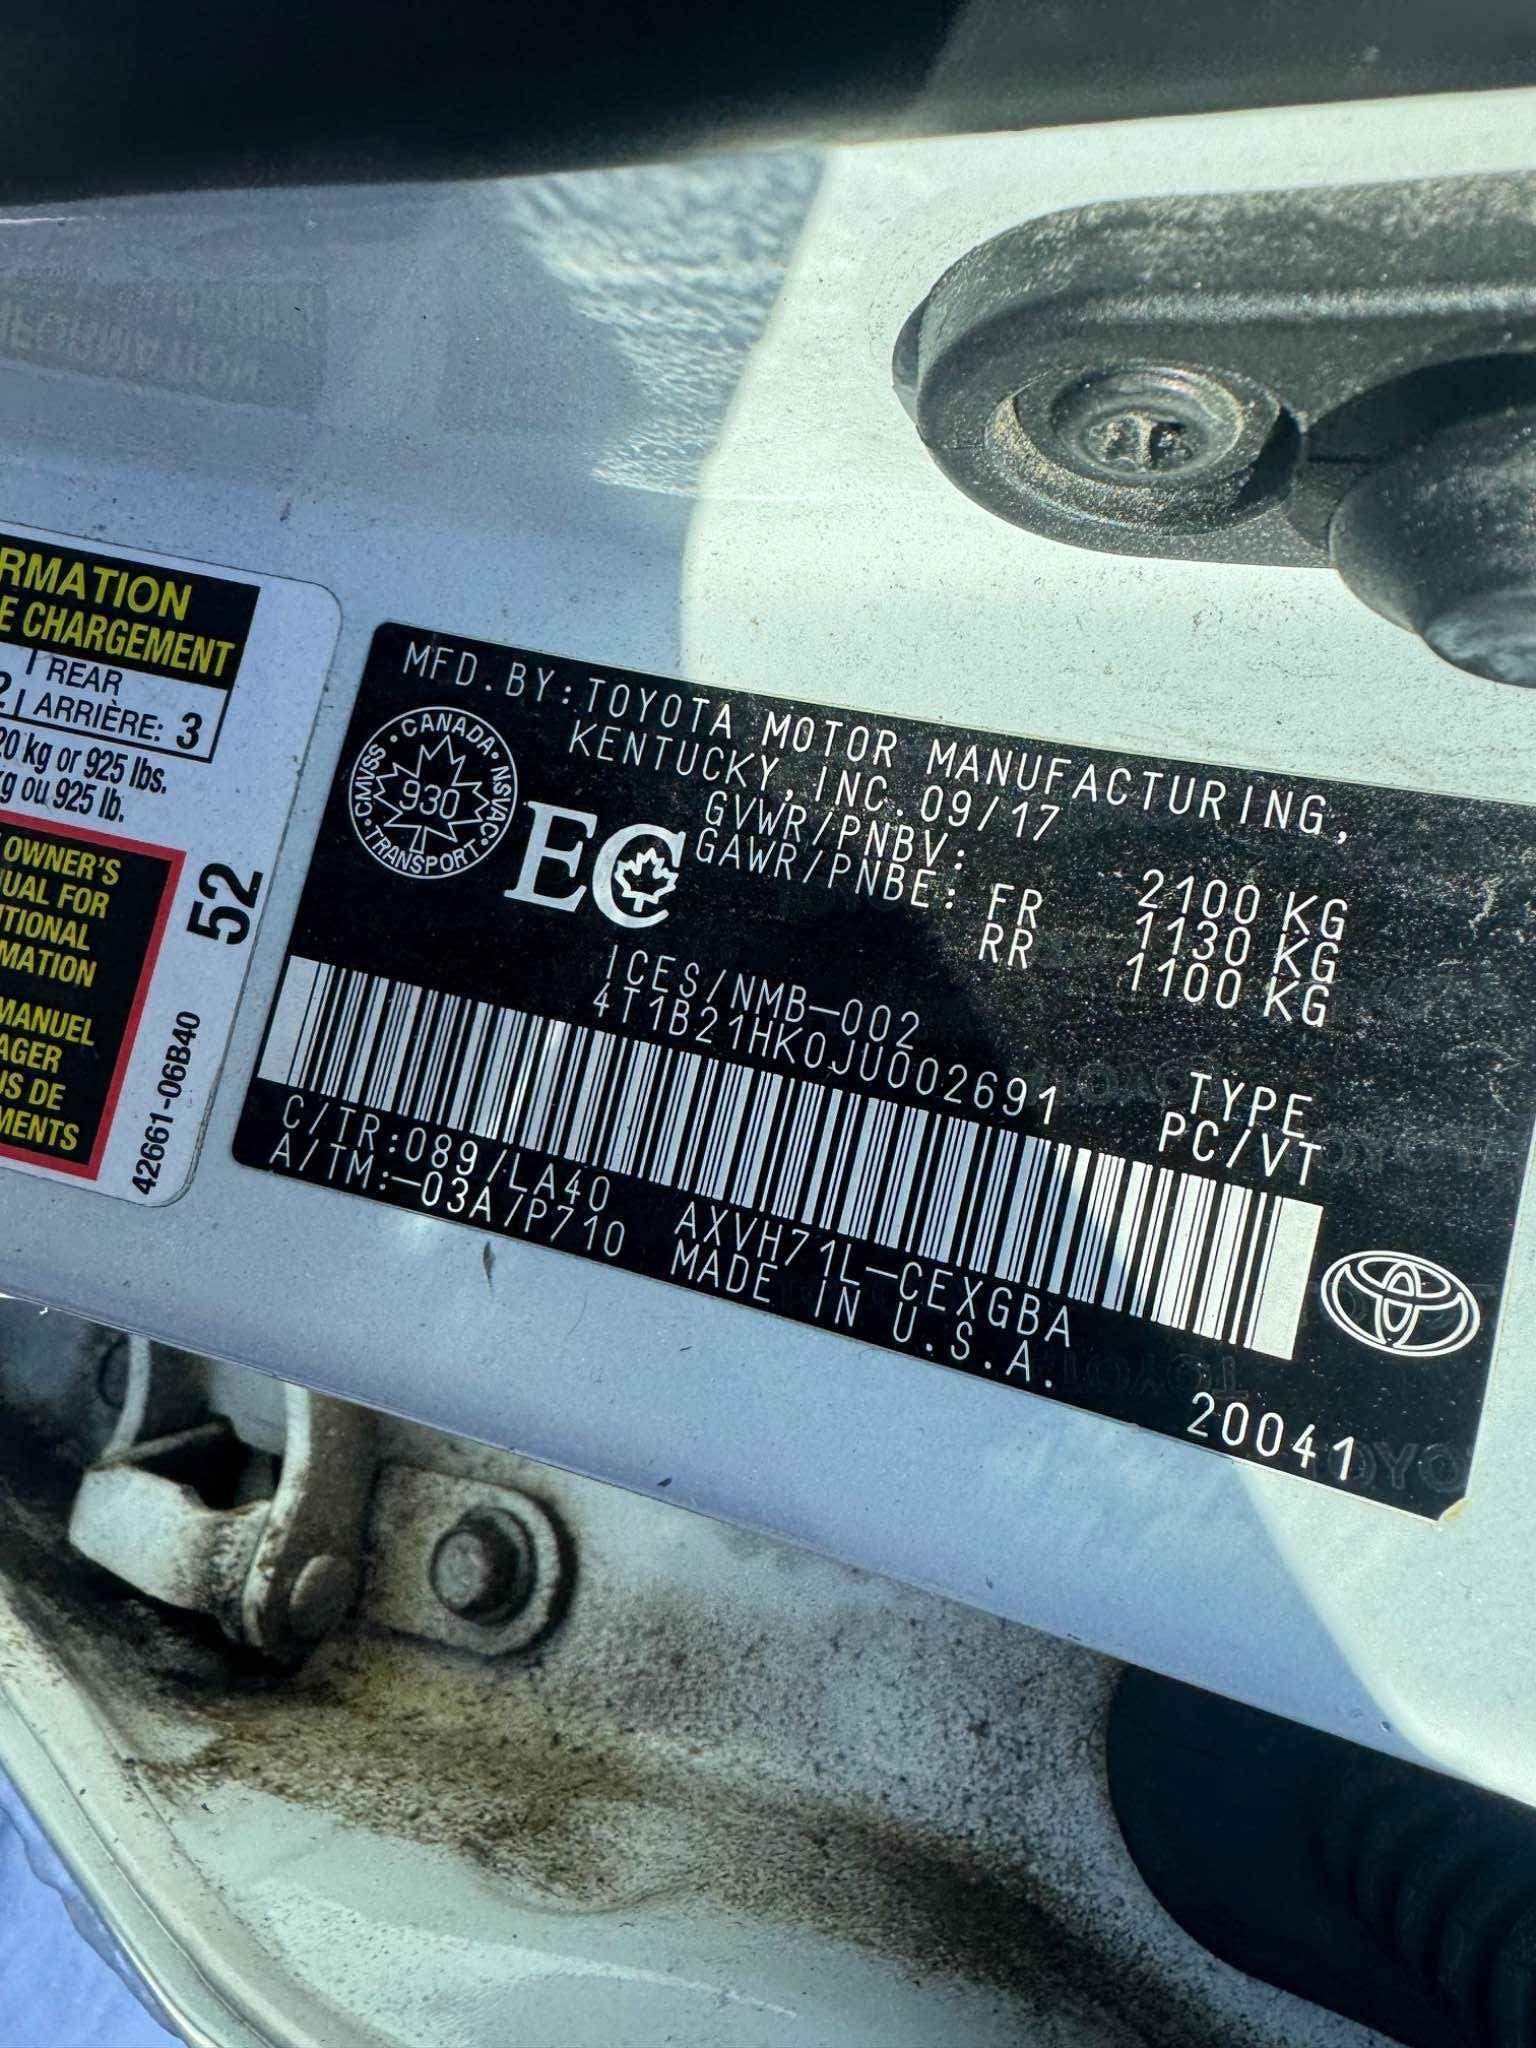 RMATION
E CHARGEMENT
REAR
ARRIÈRE: 3
20 kg or 925 lbs.
kg ou 925 lb.
OWNER'S
UAL FOR
ITIONAL
MATION
MANUEL
AGER
US DE
MENTS
52
42661-06B40
MFD.BY:TOYOTA MOTOR MANUFACTURING,
KENTUCKY,INC.09/17
CANADA · NSVAC · TRANSPORT · CMVSS
930
EC
GVWR/PNBV: 2100 KG
GAWR/PNBE: FR 1130 KG
RR 1100 KG
ICES/NMB-002
4T1B21HK0JU002691
TYPE
PC/VT
C/TR:089/LA40 AXVH71L-CEXGBA
A/TM:-03A/P710 MADE IN U.S.A.
20041